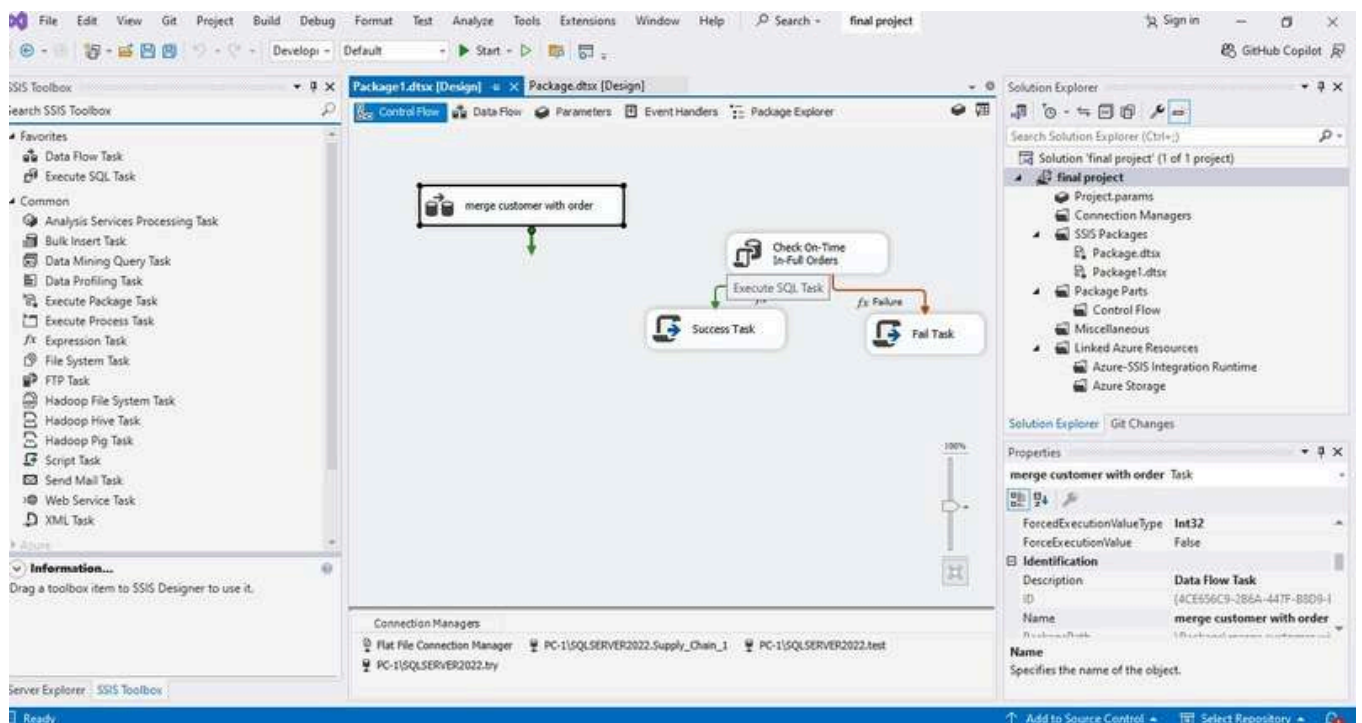 File Edit View Git Project Build Debug Format Test Analyze Tools Extensions Window Help Search final project Sign in
Developi Default Start GitHub Copilot
SSIS Toolbox
Search SSIS Toolbox
Favorites
Data Flow Task
Execute SQL Task
Common
Analysis Services Processing Task
Bulk Insert Task
Data Mining Query Task
Data Profiling Task
Execute Package Task
Execute Process Task
Expression Task
File System Task
FTP Task
Hadoop File System Task
Hadoop Hive Task
Hadoop Pig Task
Script Task
Send Mail Task
Web Service Task
XML Task
Azure
Information...
Drag a toolbox item to SSIS Designer to use it.
Server Explorer SSIS Toolbox
Package1.dtsx [Design] Package.dtsx [Design]
Control Flow Data Flow Parameters Event Handlers Package Explorer
merge customer with order
Check On-Time
In-Full Orders
Execute SQL Task
fx Failure
Success Task
Fail Task
100%
Connection Managers
Flat File Connection Manager PC-1\SQLSERVER2022.Supply_Chain_1 PC-1\SQLSERVER2022.test
PC-1\SQLSERVER2022.try
Solution Explorer
Search Solution Explorer (Ctrl+;)
Solution 'final project' (1 of 1 project)
final project
Project.params
Connection Managers
SSIS Packages
Package.dtsx
Package1.dtsx
Package Parts
Control Flow
Miscellaneous
Linked Azure Resources
Azure-SSIS Integration Runtime
Azure Storage
Solution Explorer Git Changes
Properties
merge customer with order Task
ForcedExecutionValueType Int32
ForceExecutionValue False
Identification
Description Data Flow Task
ID
Name merge customer with order
Name
Specifies the name of the object.
Ready Add to Source Control Select Repository